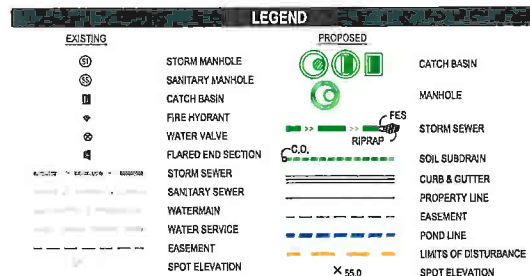 LEGEND
EXISTING
ST STORM MANHOLE
SS SANITARY MANHOLE
CATCH BASIN
FIRE HYDRANT
WATER VALVE
FLARED END SECTION
STORM SEWER
SANITARY SEWER
WATERMAIN
WATER SERVICE
EASEMENT
SPOT ELEVATION
PROPOSED
CATCH BASIN
MANHOLE
FES
>> >> STORM SEWER
RIPRAP
C.O.
SOIL SUBDRAIN
CURB & GUTTER
PROPERTY LINE
EASEMENT
POND LINE
LIMITS OF DISTURBANCE
× 55.0 SPOT ELEVATION